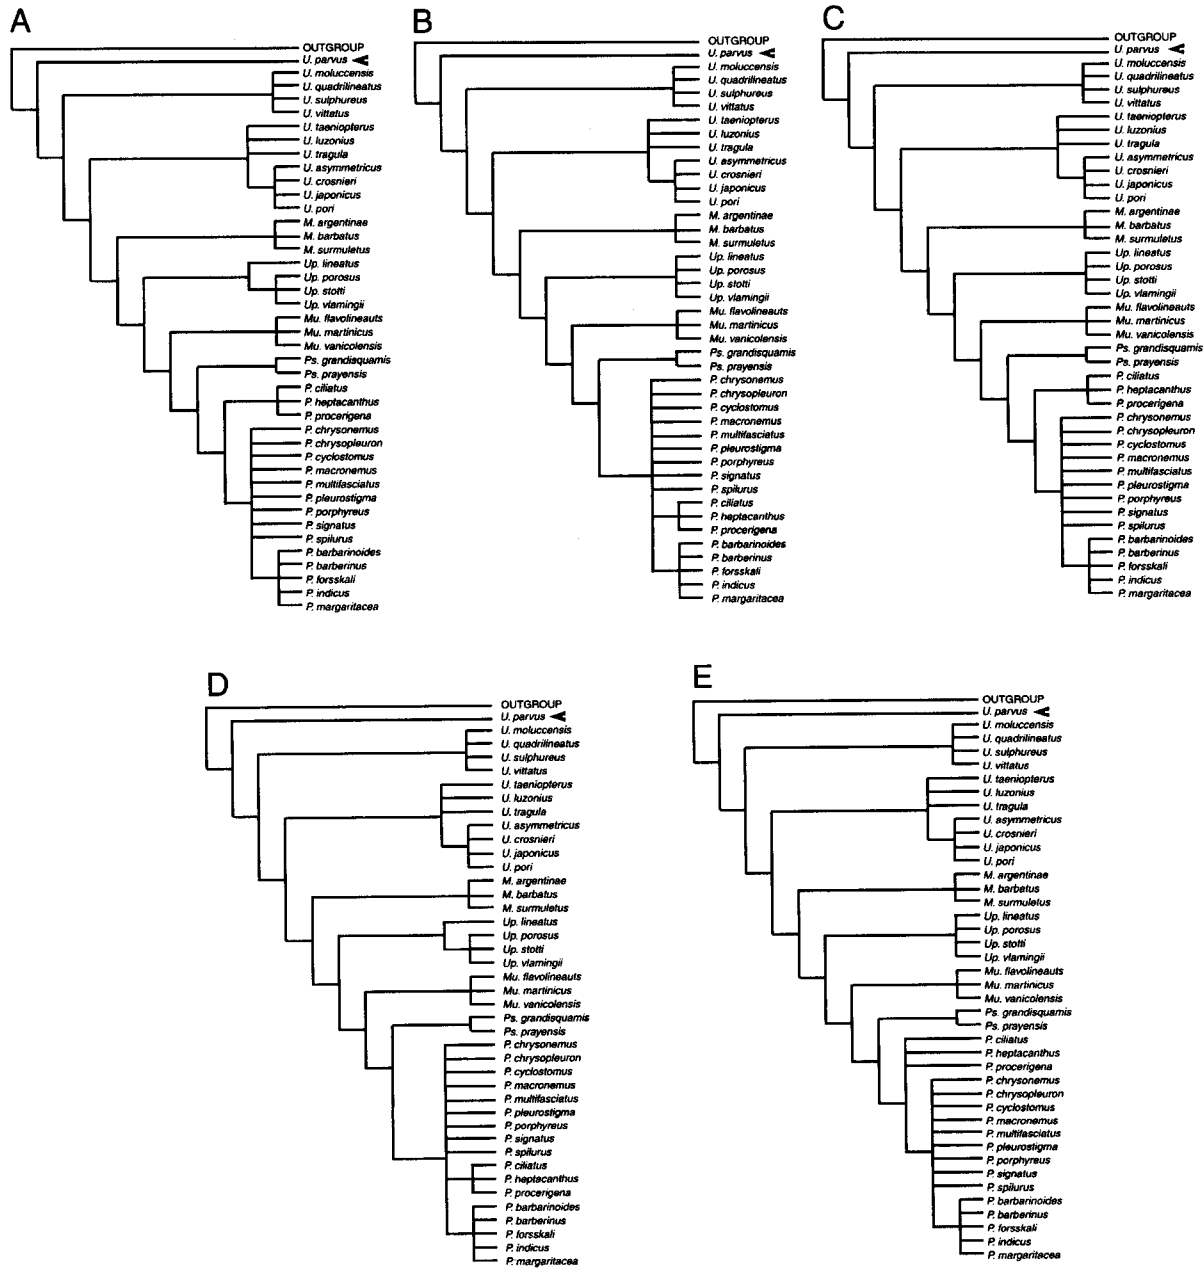 A
OUTGROUP
U. parvus
U. moluccensis
U. quadrilineatus
U. sulphureus
U. vittatus
U. taeniopterus
U. luzonius
U. tragula
U. asymmetricus
U. crosnieri
U. japonicus
U. pori
M. argentinae
M. barbatus
M. surmuletus
Up. lineatus
Up. porosus
Up. stotti
Up. vlamingii
Mu. flavolineauts
Mu. martinicus
Mu. vanicolensis
Ps. grandisquamis
Ps. prayensis
P. ciliatus
P. heptacanthus
P. procerigena
P. chrysonemus
P. chrysopleuron
P. cyclostomus
P. macronemus
P. multifasciatus
P. pleurostigma
P. porphyreus
P. signatus
P. spilurus
P. barbarinoides
P. barberinus
P. forsskali
P. indicus
P. margaritacea
B
OUTGROUP
U. parvus
U. moluccensis
U. quadrilineatus
U. sulphureus
U. vittatus
U. taeniopterus
U. luzonius
U. tragula
U. asymmetricus
U. crosnieri
U. japonicus
U. pori
M. argentinae
M. barbatus
M. surmuletus
Up. lineatus
Up. porosus
Up. stotti
Up. vlamingii
Mu. flavolineauts
Mu. martinicus
Mu. vanicolensis
Ps. grandisquamis
Ps. prayensis
P. chrysonemus
P. chrysopleuron
P. cyclostomus
P. macronemus
P. multifasciatus
P. pleurostigma
P. porphyreus
P. signatus
P. spilurus
P. ciliatus
P. heptacanthus
P. procerigena
P. barbarinoides
P. barberinus
P. forsskali
P. indicus
P. margaritacea
C
OUTGROUP
U. parvus
U. moluccensis
U. quadrilineatus
U. sulphureus
U. vittatus
U. taeniopterus
U. luzonius
U. tragula
U. asymmetricus
U. crosnieri
U. japonicus
U. pori
M. argentinae
M. barbatus
M. surmuletus
Up. lineatus
Up. porosus
Up. stotti
Up. vlamingii
Mu. flavolineauts
Mu. martinicus
Mu. vanicolensis
Ps. grandisquamis
Ps. prayensis
P. ciliatus
P. heptacanthus
P. procerigena
P. chrysonemus
P. chrysopleuron
P. cyclostomus
P. macronemus
P. multifasciatus
P. pleurostigma
P. porphyreus
P. signatus
P. spilurus
P. barbarinoides
P. barberinus
P. forsskali
P. indicus
P. margaritacea
D
OUTGROUP
U. parvus
U. moluccensis
U. quadrilineatus
U. sulphureus
U. vittatus
U. taeniopterus
U. luzonius
U. tragula
U. asymmetricus
U. crosnieri
U. japonicus
U. pori
M. argentinae
M. barbatus
M. surmuletus
Up. lineatus
Up. porosus
Up. stotti
Up. vlamingii
Mu. flavolineauts
Mu. martinicus
Mu. vanicolensis
Ps. grandisquamis
Ps. prayensis
P. chrysonemus
P. chrysopleuron
P. cyclostomus
P. macronemus
P. multifasciatus
P. pleurostigma
P. porphyreus
P. signatus
P. spilurus
P. ciliatus
P. heptacanthus
P. procerigena
P. barbarinoides
P. barberinus
P. forsskali
P. indicus
P. margaritacea
E
OUTGROUP
U. parvus
U. moluccensis
U. quadrilineatus
U. sulphureus
U. vittatus
U. taeniopterus
U. luzonius
U. tragula
U. asymmetricus
U. crosnieri
U. japonicus
U. pori
M. argentinae
M. barbatus
M. surmuletus
Up. lineatus
Up. porosus
Up. stotti
Up. vlamingii
Mu. flavolineauts
Mu. martinicus
Mu. vanicolensis
Ps. grandisquamis
Ps. prayensis
P. ciliatus
P. heptacanthus
P. procerigena
P. chrysonemus
P. chrysopleuron
P. cyclostomus
P. macronemus
P. multifasciatus
P. pleurostigma
P. porphyreus
P. signatus
P. spilurus
P. barbarinoides
P. barberinus
P. forsskali
P. indicus
P. margaritacea